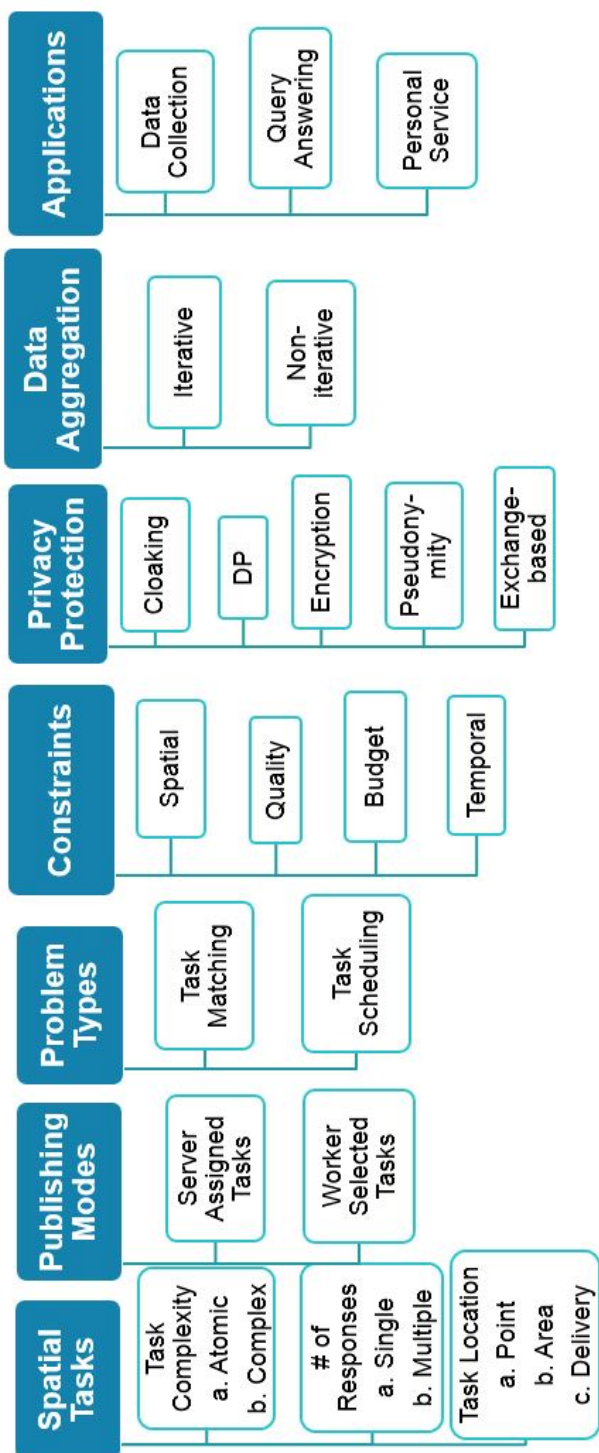 Spatial
Tasks
Task
Complexity
a. Atomic
b. Complex
# of
Responses
a. Single
b. Multiple
Task Location
a. Point
b. Area
c. Delivery
Publishing
Modes
Server
Assigned
Tasks
Worker
Selected
Tasks
Problem
Types
Task
Matching
Task
Scheduling
Constraints
Spatial
Quality
Budget
Temporal
Privacy
Protection
Cloaking
DP
Encryption
Pseudony-
mity
Exchange-
based
Data
Aggregation
Iterative
Non-
iterative
Applications
Data
Collection
Query
Answering
Personal
Service